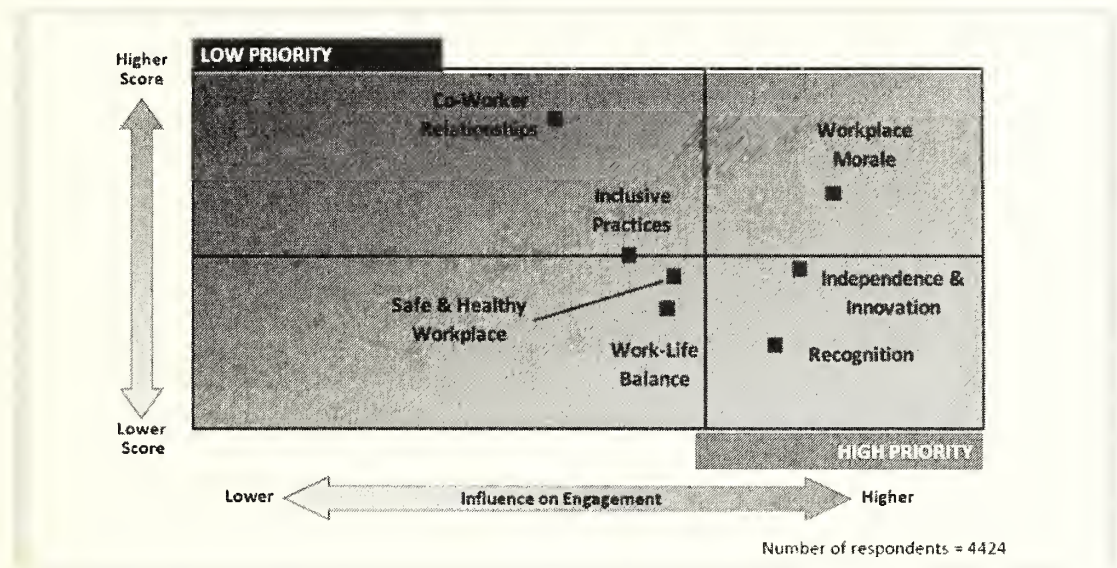 LOW PRIORITY
Higher
Score
Co-Worker
Relationships
Workplace
Morale
Inclusive
Practices
Safe & Healthy
Workplace
Independence &
Innovation
Work-Life
Balance
Recognition
Lower
Score
HIGH PRIORITY
Lower
Influence on Engagement
Higher
Number of respondents = 4424